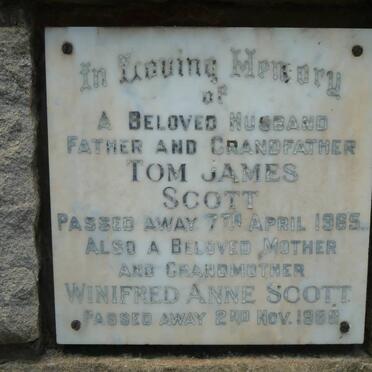 In Loving Memory
of
A BELOVED HUSBAND
FATHER AND GRANDFATHER
TOM JAMES
SCOTT
PASSED AWAY 7TH APRIL 1985.
ALSO A BELOVED MOTHER
AND GRANDMOTHER
WINIFRED ANNE SCOTT
PASSED AWAY 2ND NOV.